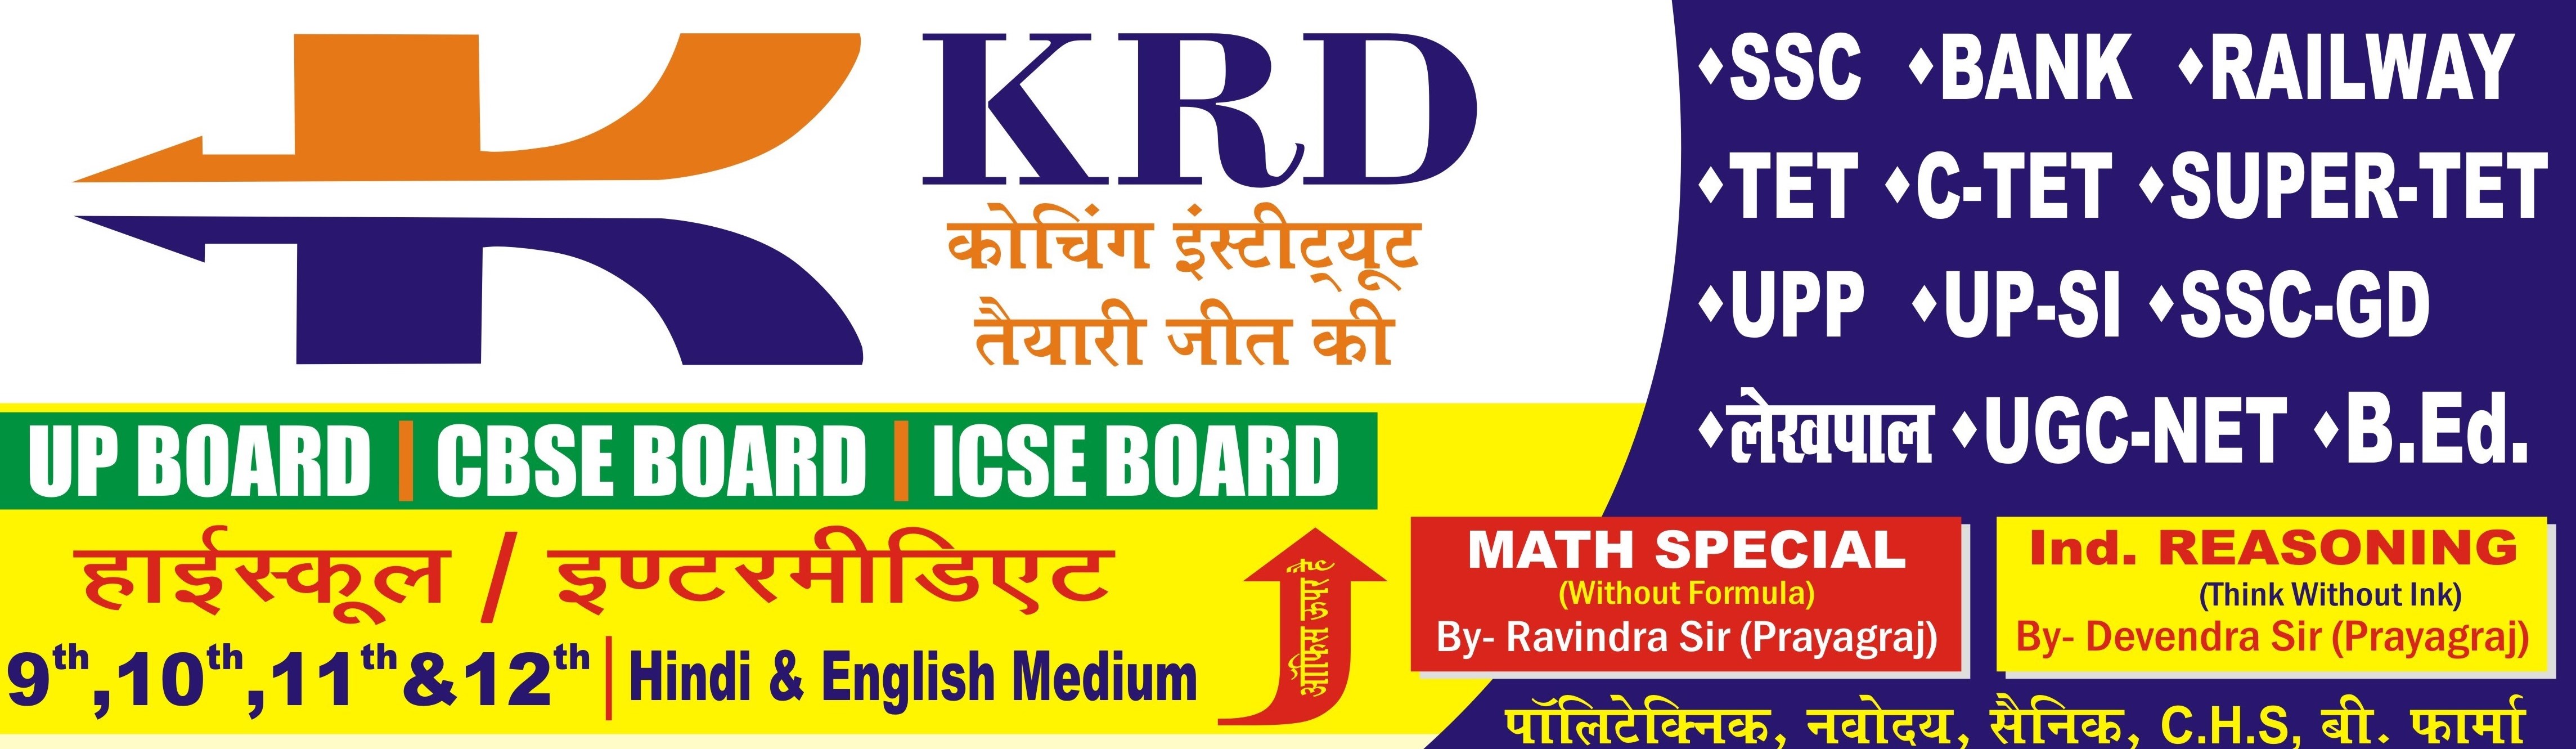 KRD
कोचिंग इंस्टीट्यूट
तैयारी जीत की
UP BOARD | CBSE BOARD | ICSE BOARD
हाईस्कूल / इण्टरमीडिएट
9th,10th,11th&12th | Hindi & English Medium
ऑफिस ऊपर है
♦SSC ♦BANK ♦RAILWAY
♦TET ♦C-TET ♦SUPER-TET
♦UPP ♦UP-SI ♦SSC-GD
♦लेखपाल ♦UGC-NET ♦B.Ed.
MATH SPECIAL
(Without Formula)
By- Ravindra Sir (Prayagraj)
Ind. REASONING
(Think Without Ink)
By- Devendra Sir (Prayagraj)
पॉलिटेक्निक, नवोदय, सैनिक, C.H.S, बी. फार्मा